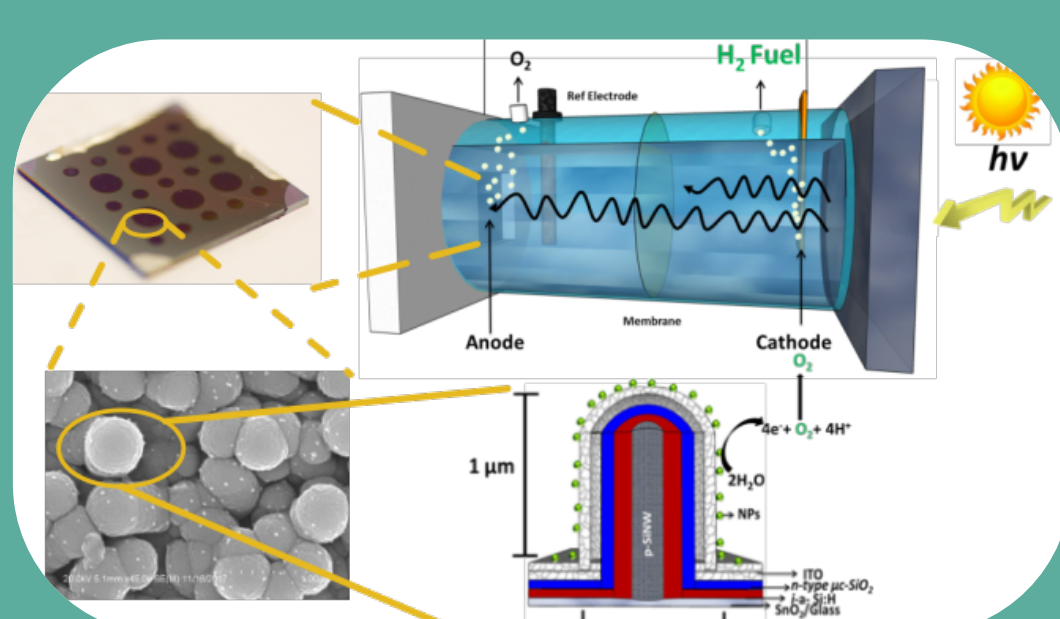 O₂
H₂ Fuel
Ref Electrode
hν
Membrane
Anode
Cathode
O₂
4e⁻+ O₂+ 4H⁺
1 µm
2H₂O
NPs
p-SiNW
ITO
n-type µc-SiO₂
i-a- Si:H
SnO₂/Glass